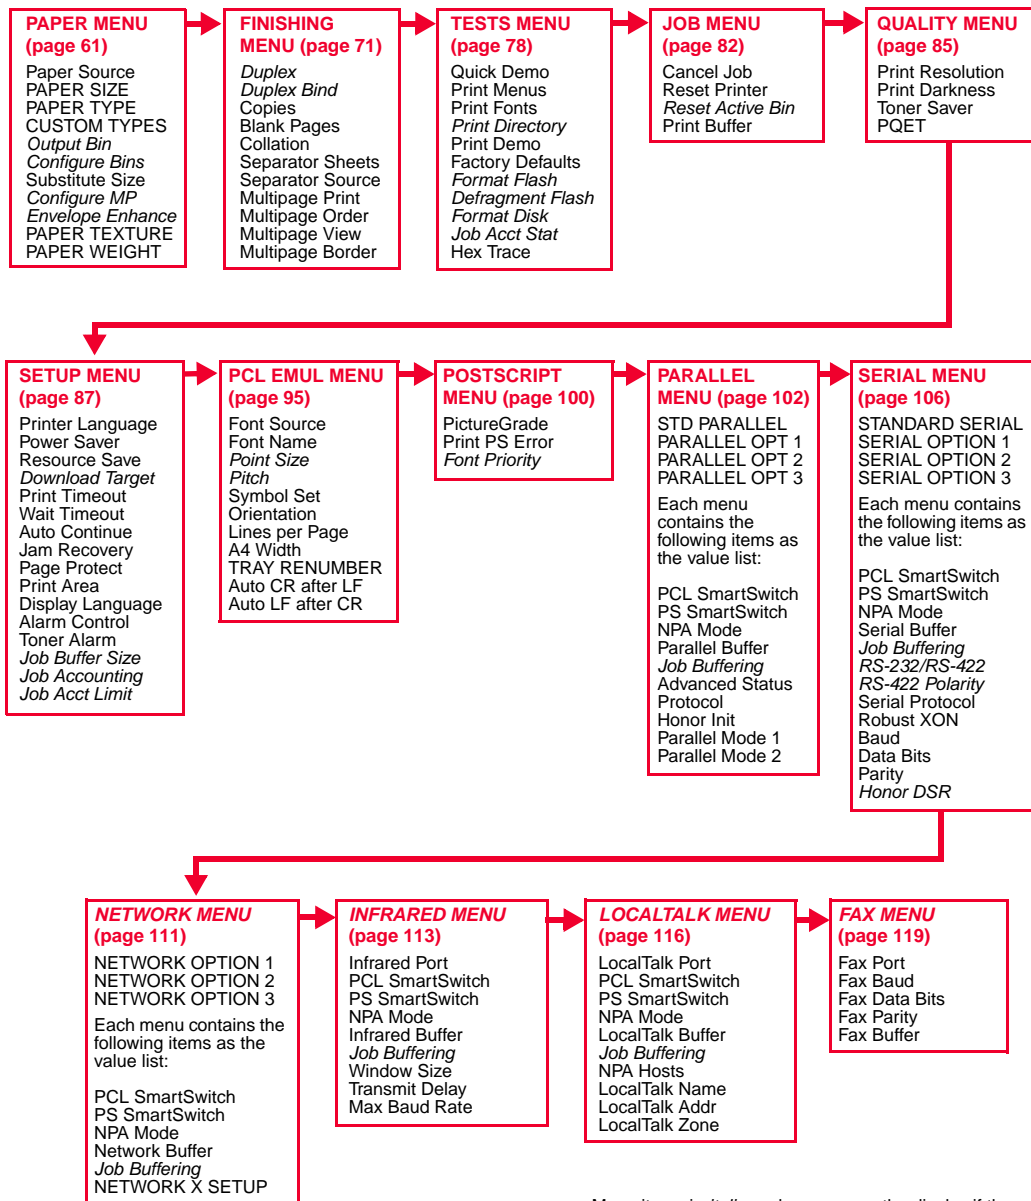 PAPER MENU
(page 61)
Paper Source
PAPER SIZE
PAPER TYPE
CUSTOM TYPES
Output Bin
Configure Bins
Substitute Size
Configure MP
Envelope Enhance
PAPER TEXTURE
PAPER WEIGHT
FINISHING
MENU (page 71)
Duplex
Duplex Bind
Copies
Blank Pages
Collation
Separator Sheets
Separator Source
Multipage Print
Multipage Order
Multipage View
Multipage Border
TESTS MENU
(page 78)
Quick Demo
Print Menus
Print Fonts
Print Directory
Print Demo
Factory Defaults
Format Flash
Defragment Flash
Format Disk
Job Acct Stat
Hex Trace
JOB MENU
(page 82)
Cancel Job
Reset Printer
Reset Active Bin
Print Buffer
QUALITY MENU
(page 85)
Print Resolution
Print Darkness
Toner Saver
PQET
SETUP MENU
(page 87)
Printer Language
Power Saver
Resource Save
Download Target
Print Timeout
Wait Timeout
Auto Continue
Jam Recovery
Page Protect
Print Area
Display Language
Alarm Control
Toner Alarm
Job Buffer Size
Job Accounting
Job Acct Limit
PCL EMUL MENU
(page 95)
Font Source
Font Name
Point Size
Pitch
Symbol Set
Orientation
Lines per Page
A4 Width
TRAY RENUMBER
Auto CR after LF
Auto LF after CR
POSTSCRIPT
MENU (page 100)
PictureGrade
Print PS Error
Font Priority
PARALLEL
MENU (page 102)
STD PARALLEL
PARALLEL OPT 1
PARALLEL OPT 2
PARALLEL OPT 3
Each menu
contains the
following items as
the value list:
PCL SmartSwitch
PS SmartSwitch
NPA Mode
Parallel Buffer
Job Buffering
Advanced Status
Protocol
Honor Init
Parallel Mode 1
Parallel Mode 2
SERIAL MENU
(page 106)
STANDARD SERIAL
SERIAL OPTION 1
SERIAL OPTION 2
SERIAL OPTION 3
Each menu contains
the following items as
the value list:
PCL SmartSwitch
PS SmartSwitch
NPA Mode
Serial Buffer
Job Buffering
RS-232/RS-422
RS-422 Polarity
Serial Protocol
Robust XON
Baud
Data Bits
Parity
Honor DSR
NETWORK MENU
(page 111)
NETWORK OPTION 1
NETWORK OPTION 2
NETWORK OPTION 3
Each menu contains the
following items as the
value list:
PCL SmartSwitch
PS SmartSwitch
NPA Mode
Network Buffer
Job Buffering
NETWORK X SETUP
INFRARED MENU
(page 113)
Infrared Port
PCL SmartSwitch
PS SmartSwitch
NPA Mode
Infrared Buffer
Job Buffering
Window Size
Transmit Delay
Max Baud Rate
LOCALTALK MENU
(page 116)
LocalTalk Port
PCL SmartSwitch
PS SmartSwitch
NPA Mode
LocalTalk Buffer
Job Buffering
NPA Hosts
LocalTalk Name
LocalTalk Addr
LocalTalk Zone
FAX MENU
(page 119)
Fax Port
Fax Baud
Fax Data Bits
Fax Parity
Fax Buffer